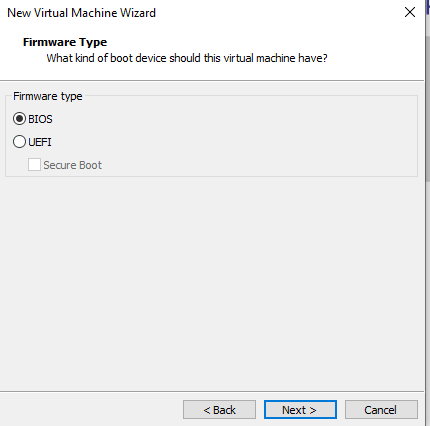 New Virtual Machine Wizard
Firmware Type
What kind of boot device should this virtual machine have?
Firmware type
BIOS
UEFI
Secure Boot
< Back
Next >
Cancel